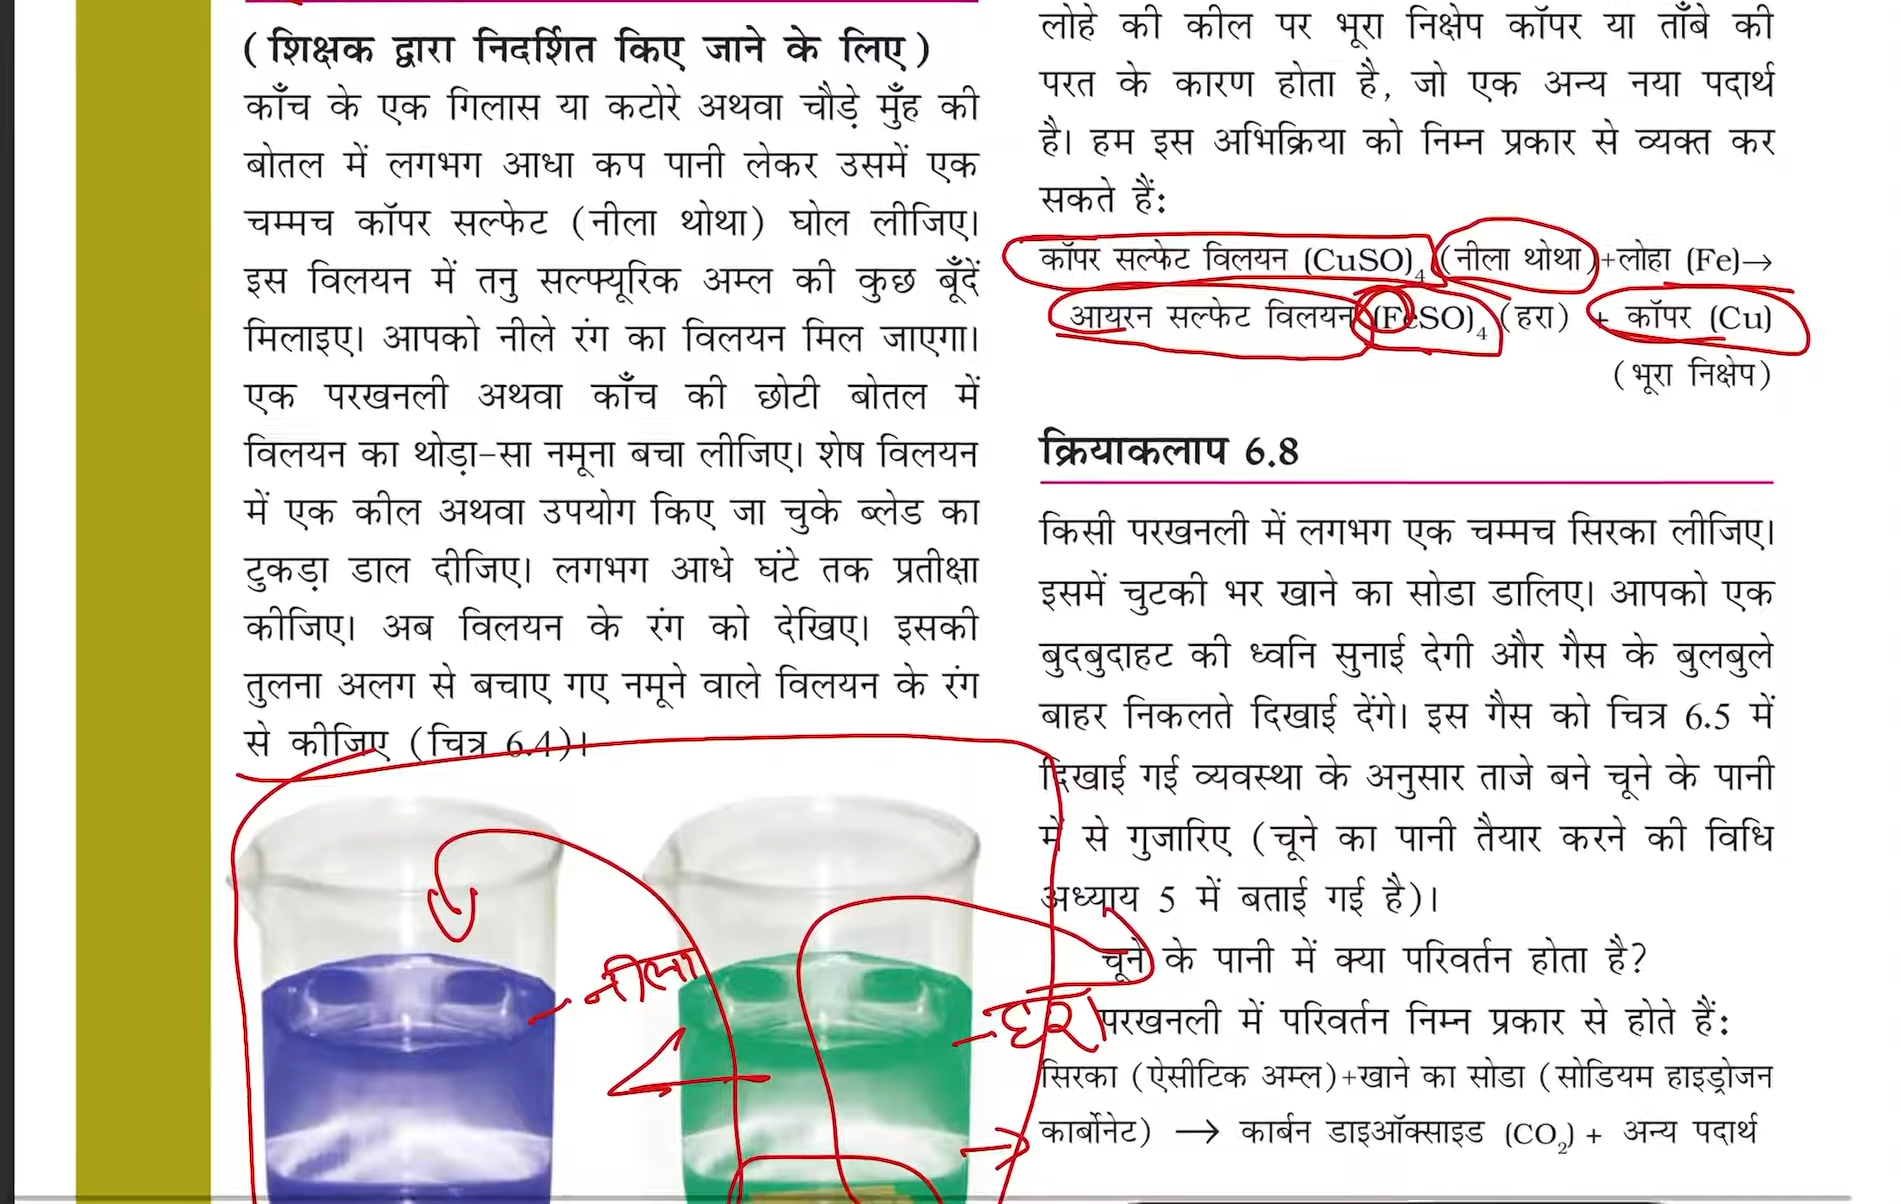 (शिक्षक द्वारा निदर्शित किए जाने के लिए)
काँच के एक गिलास या कटोरे अथवा चौड़े मुँह की
बोतल में लगभग आधा कप पानी लेकर उसमें एक
चम्मच कॉपर सल्फेट (नीला थोथा) घोल लीजिए।
इस विलयन में तनु सल्फ्यूरिक अम्ल की कुछ बूँदें
मिलाइए। आपको नीले रंग का विलयन मिल जाएगा।
एक परखनली अथवा काँच की छोटी बोतल में
विलयन का थोड़ा-सा नमूना बचा लीजिए। शेष विलयन
में एक कील अथवा उपयोग किए जा चुके ब्लेड का
टुकड़ा डाल दीजिए। लगभग आधे घंटे तक प्रतीक्षा
कीजिए। अब विलयन के रंग को देखिए। इसकी
तुलना अलग से बचाए गए नमूने वाले विलयन के रंग
से कीजिए (चित्र 6.4)।
नीला
हरा
लोहे की कील पर भूरा निक्षेप कॉपर या ताँबे की
परत के कारण होता है, जो एक अन्य नया पदार्थ
है। हम इस अभिक्रिया को निम्न प्रकार से व्यक्त कर
सकते हैं:
कॉपर सल्फेट विलयन (CuSO)₄ (नीला थोथा)+लोहा (Fe)→
आयरन सल्फेट विलयन (FeSO)₄ (हरा) + कॉपर (Cu)
(भूरा निक्षेप)
क्रियाकलाप 6.8
किसी परखनली में लगभग एक चम्मच सिरका लीजिए।
इसमें चुटकी भर खाने का सोडा डालिए। आपको एक
बुदबुदाहट की ध्वनि सुनाई देगी और गैस के बुलबुले
बाहर निकलते दिखाई देंगे। इस गैस को चित्र 6.5 में
दिखाई गई व्यवस्था के अनुसार ताजे बने चूने के पानी
में से गुजारिए (चूने का पानी तैयार करने की विधि
अध्याय 5 में बताई गई है)।
चूने के पानी में क्या परिवर्तन होता है?
परखनली में परिवर्तन निम्न प्रकार से होते हैं:
सिरका (ऐसीटिक अम्ल)+खाने का सोडा (सोडियम हाइड्रोजन
कार्बोनेट) → कार्बन डाइऑक्साइड (CO₂) + अन्य पदार्थ